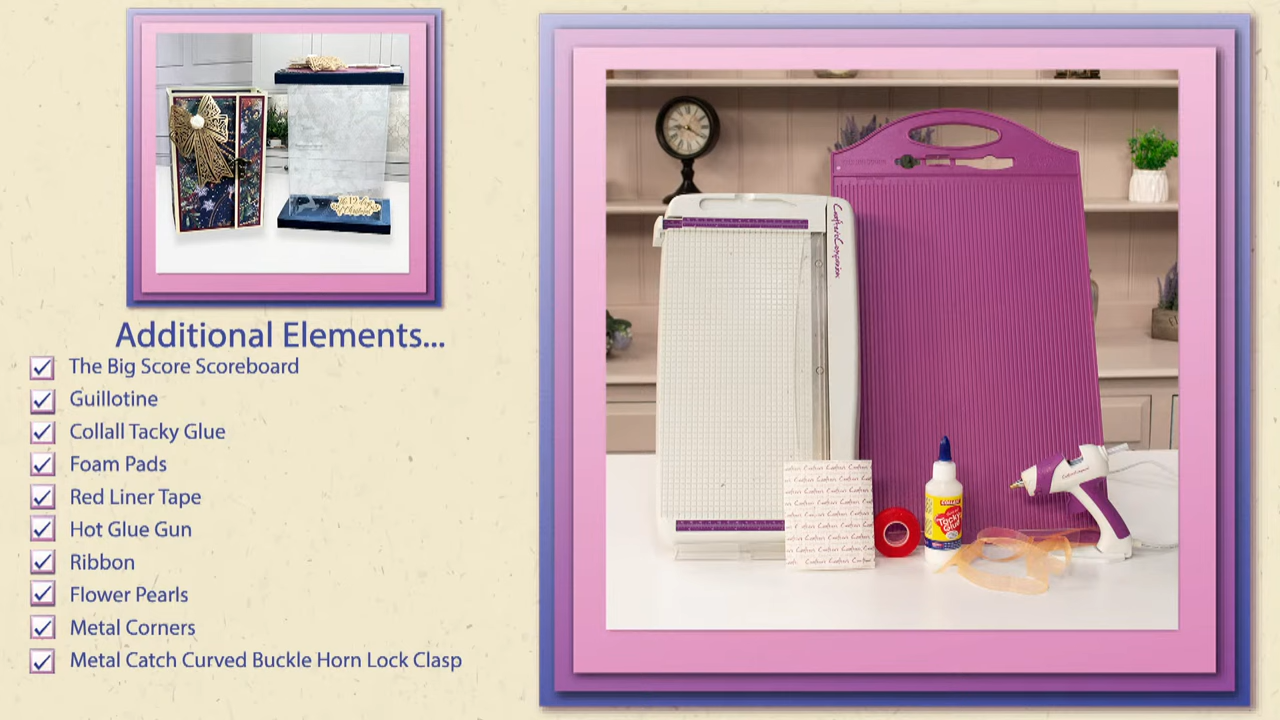 Additional Elements...
The Big Score Scoreboard
Guillotine
Collall Tacky Glue
Foam Pads
Red Liner Tape
Hot Glue Gun
Ribbon
Flower Pearls
Metal Corners
Metal Catch Curved Buckle Horn Lock Clasp
Crafter's Companion
COLLALL
Tacky
Glue